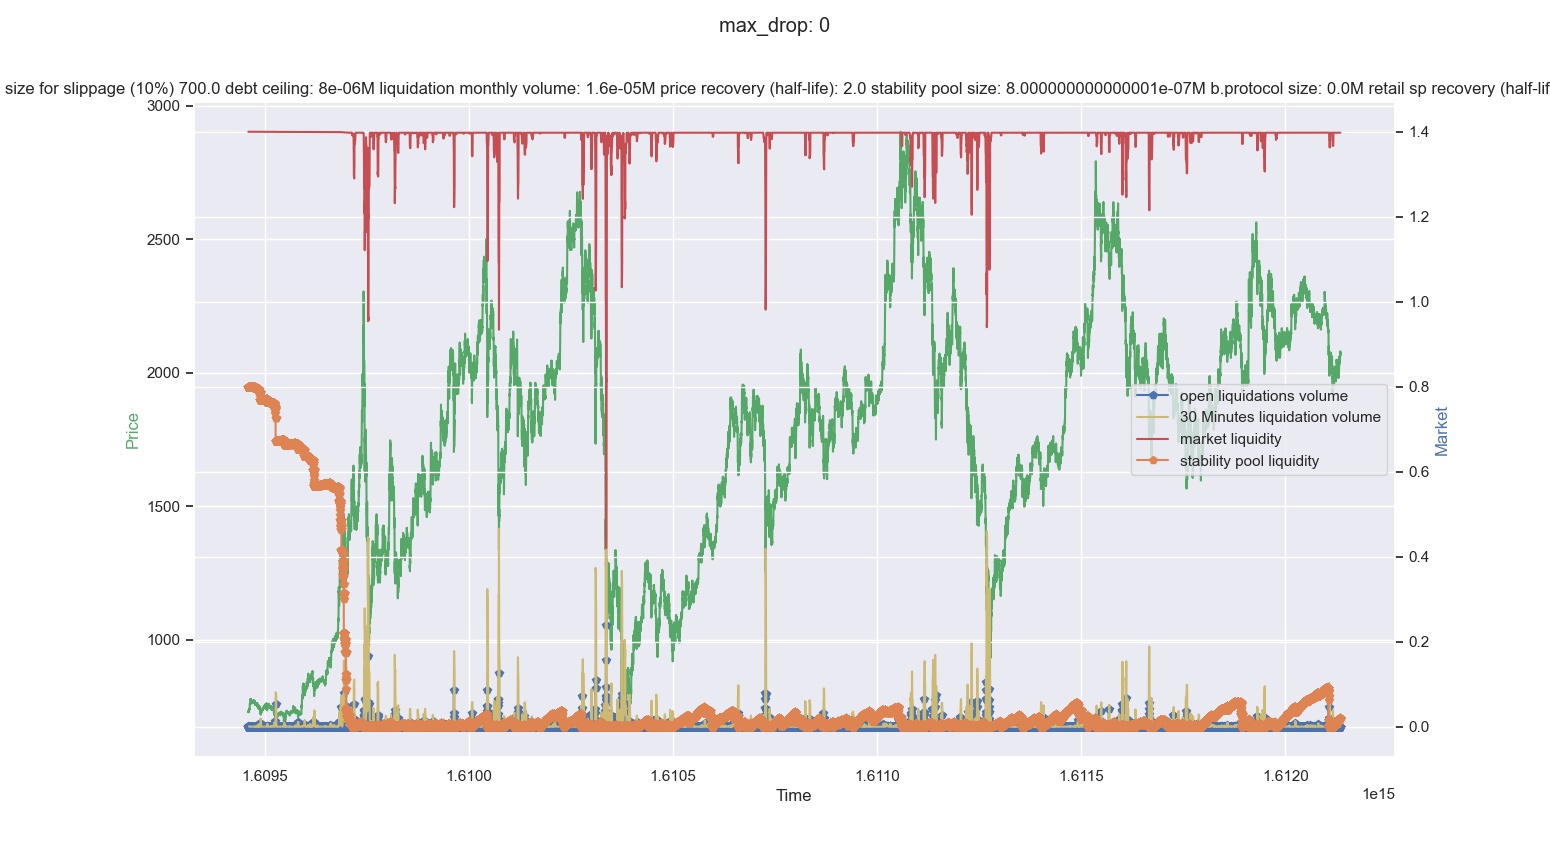 max_drop: 0
size for slippage (10%) 700.0 debt ceiling: 8e-06M liquidation monthly volume: 1.6e-05M price recovery (half-life): 2.0 stability pool size: 8.000000000000001e-07M b.protocol size: 0.0M retail sp recovery (half-lif
3000
2500
2000
1500
1000
Price
1.4
1.2
1.0
0.8
0.6
0.4
0.2
0.0
Market
open liquidations volume
30 Minutes liquidation volume
market liquidity
stability pool liquidity
1.6095
1.6100
1.6105
1.6110
1.6115
1.6120
1e15
Time